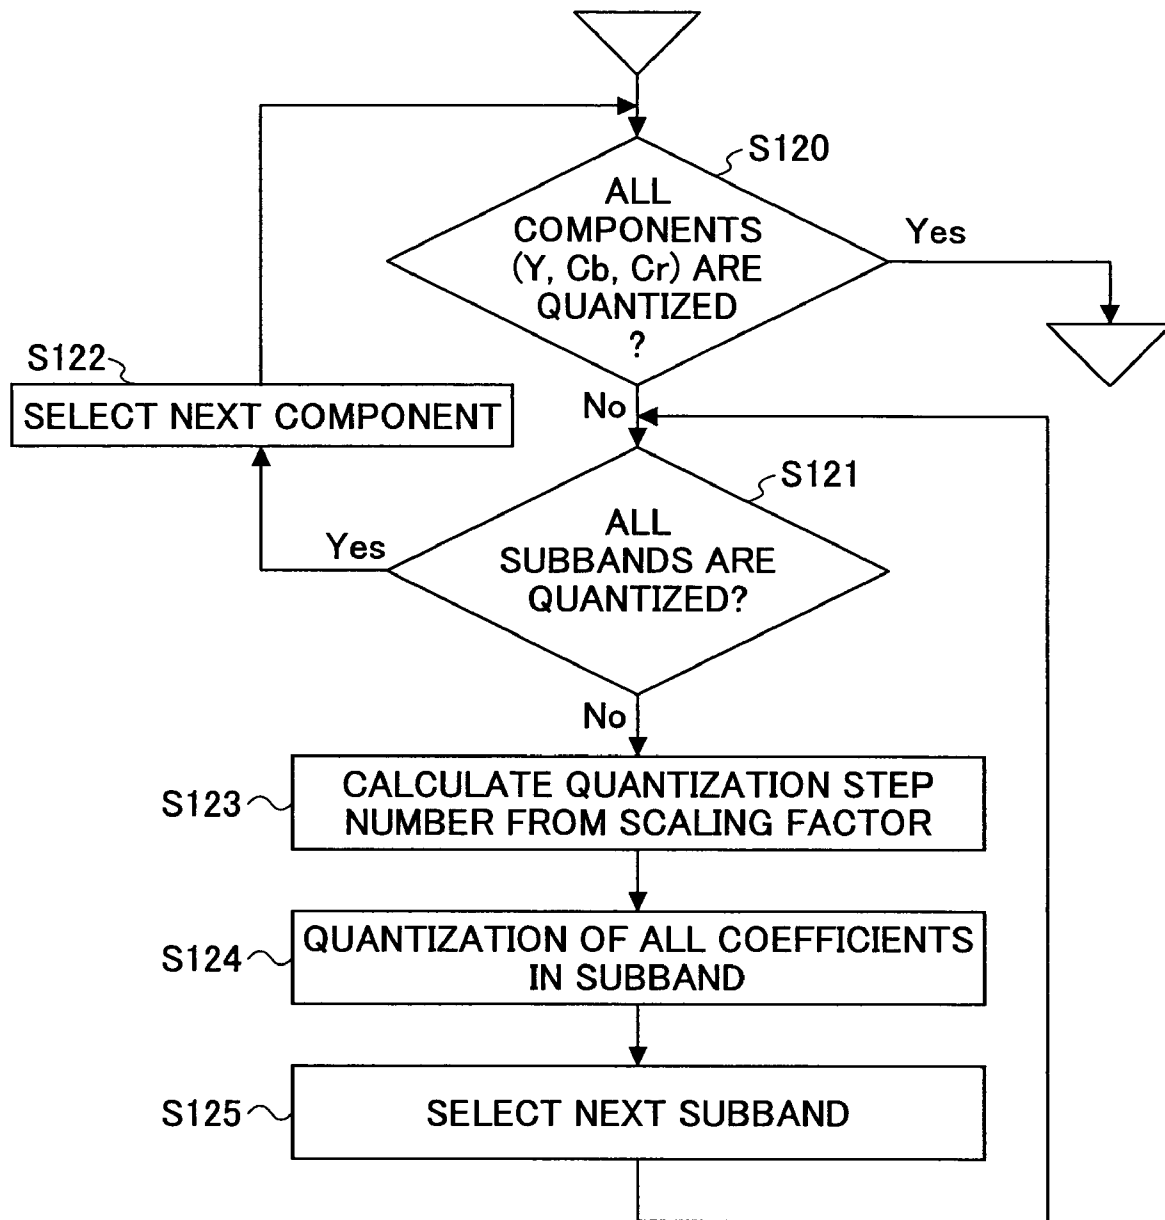 S120
ALL
COMPONENTS
(Y, Cb, Cr) ARE
QUANTIZED
?
Yes
S122
SELECT NEXT COMPONENT
No
S121
ALL
SUBBANDS ARE
QUANTIZED?
Yes
No
S123
CALCULATE QUANTIZATION STEP
NUMBER FROM SCALING FACTOR
S124
QUANTIZATION OF ALL COEFFICIENTS
IN SUBBAND
S125
SELECT NEXT SUBBAND